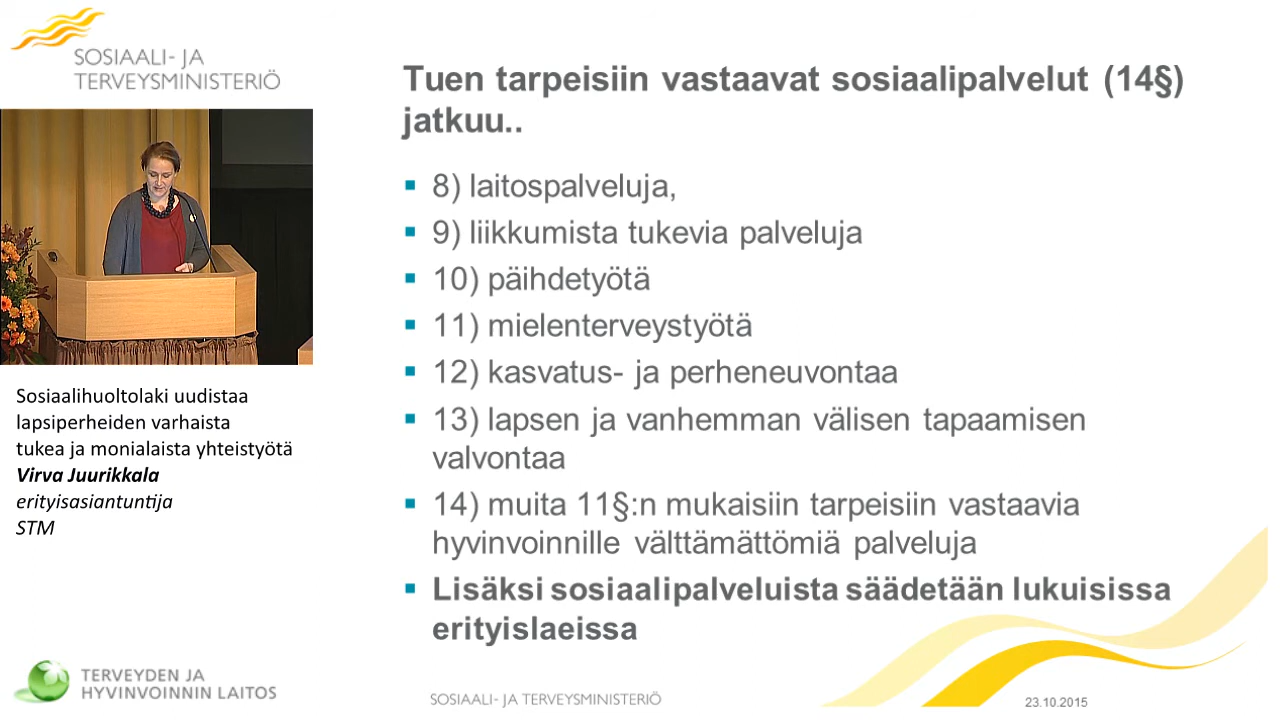 SOSIAALI- JA
TERVEYSMINISTERIÖ
Sosiaalihuoltolaki uudistaa
lapsiperheiden varhaista
tukea ja monialaista yhteistyötä
Virva Juurikkala
erityisasiantuntija
STM
TERVEYDEN JA
HYVINVOINNIN LAITOS
Tuen tarpeisiin vastaavat sosiaalipalvelut (14§)
jatkuu..
8) laitospalveluja,
9) liikkumista tukevia palveluja
10) päihdetyötä
11) mielenterveystyötä
12) kasvatus- ja perheneuvontaa
13) lapsen ja vanhemman välisen tapaamisen
valvontaa
14) muita 11§:n mukaisiin tarpeisiin vastaavia
hyvinvoinnille välttämättömiä palveluja
Lisäksi sosiaalipalveluista säädetään lukuisissa
erityislaeissa
SOSIAALI- JA TERVEYSMINISTERIÖ
23.10.2015